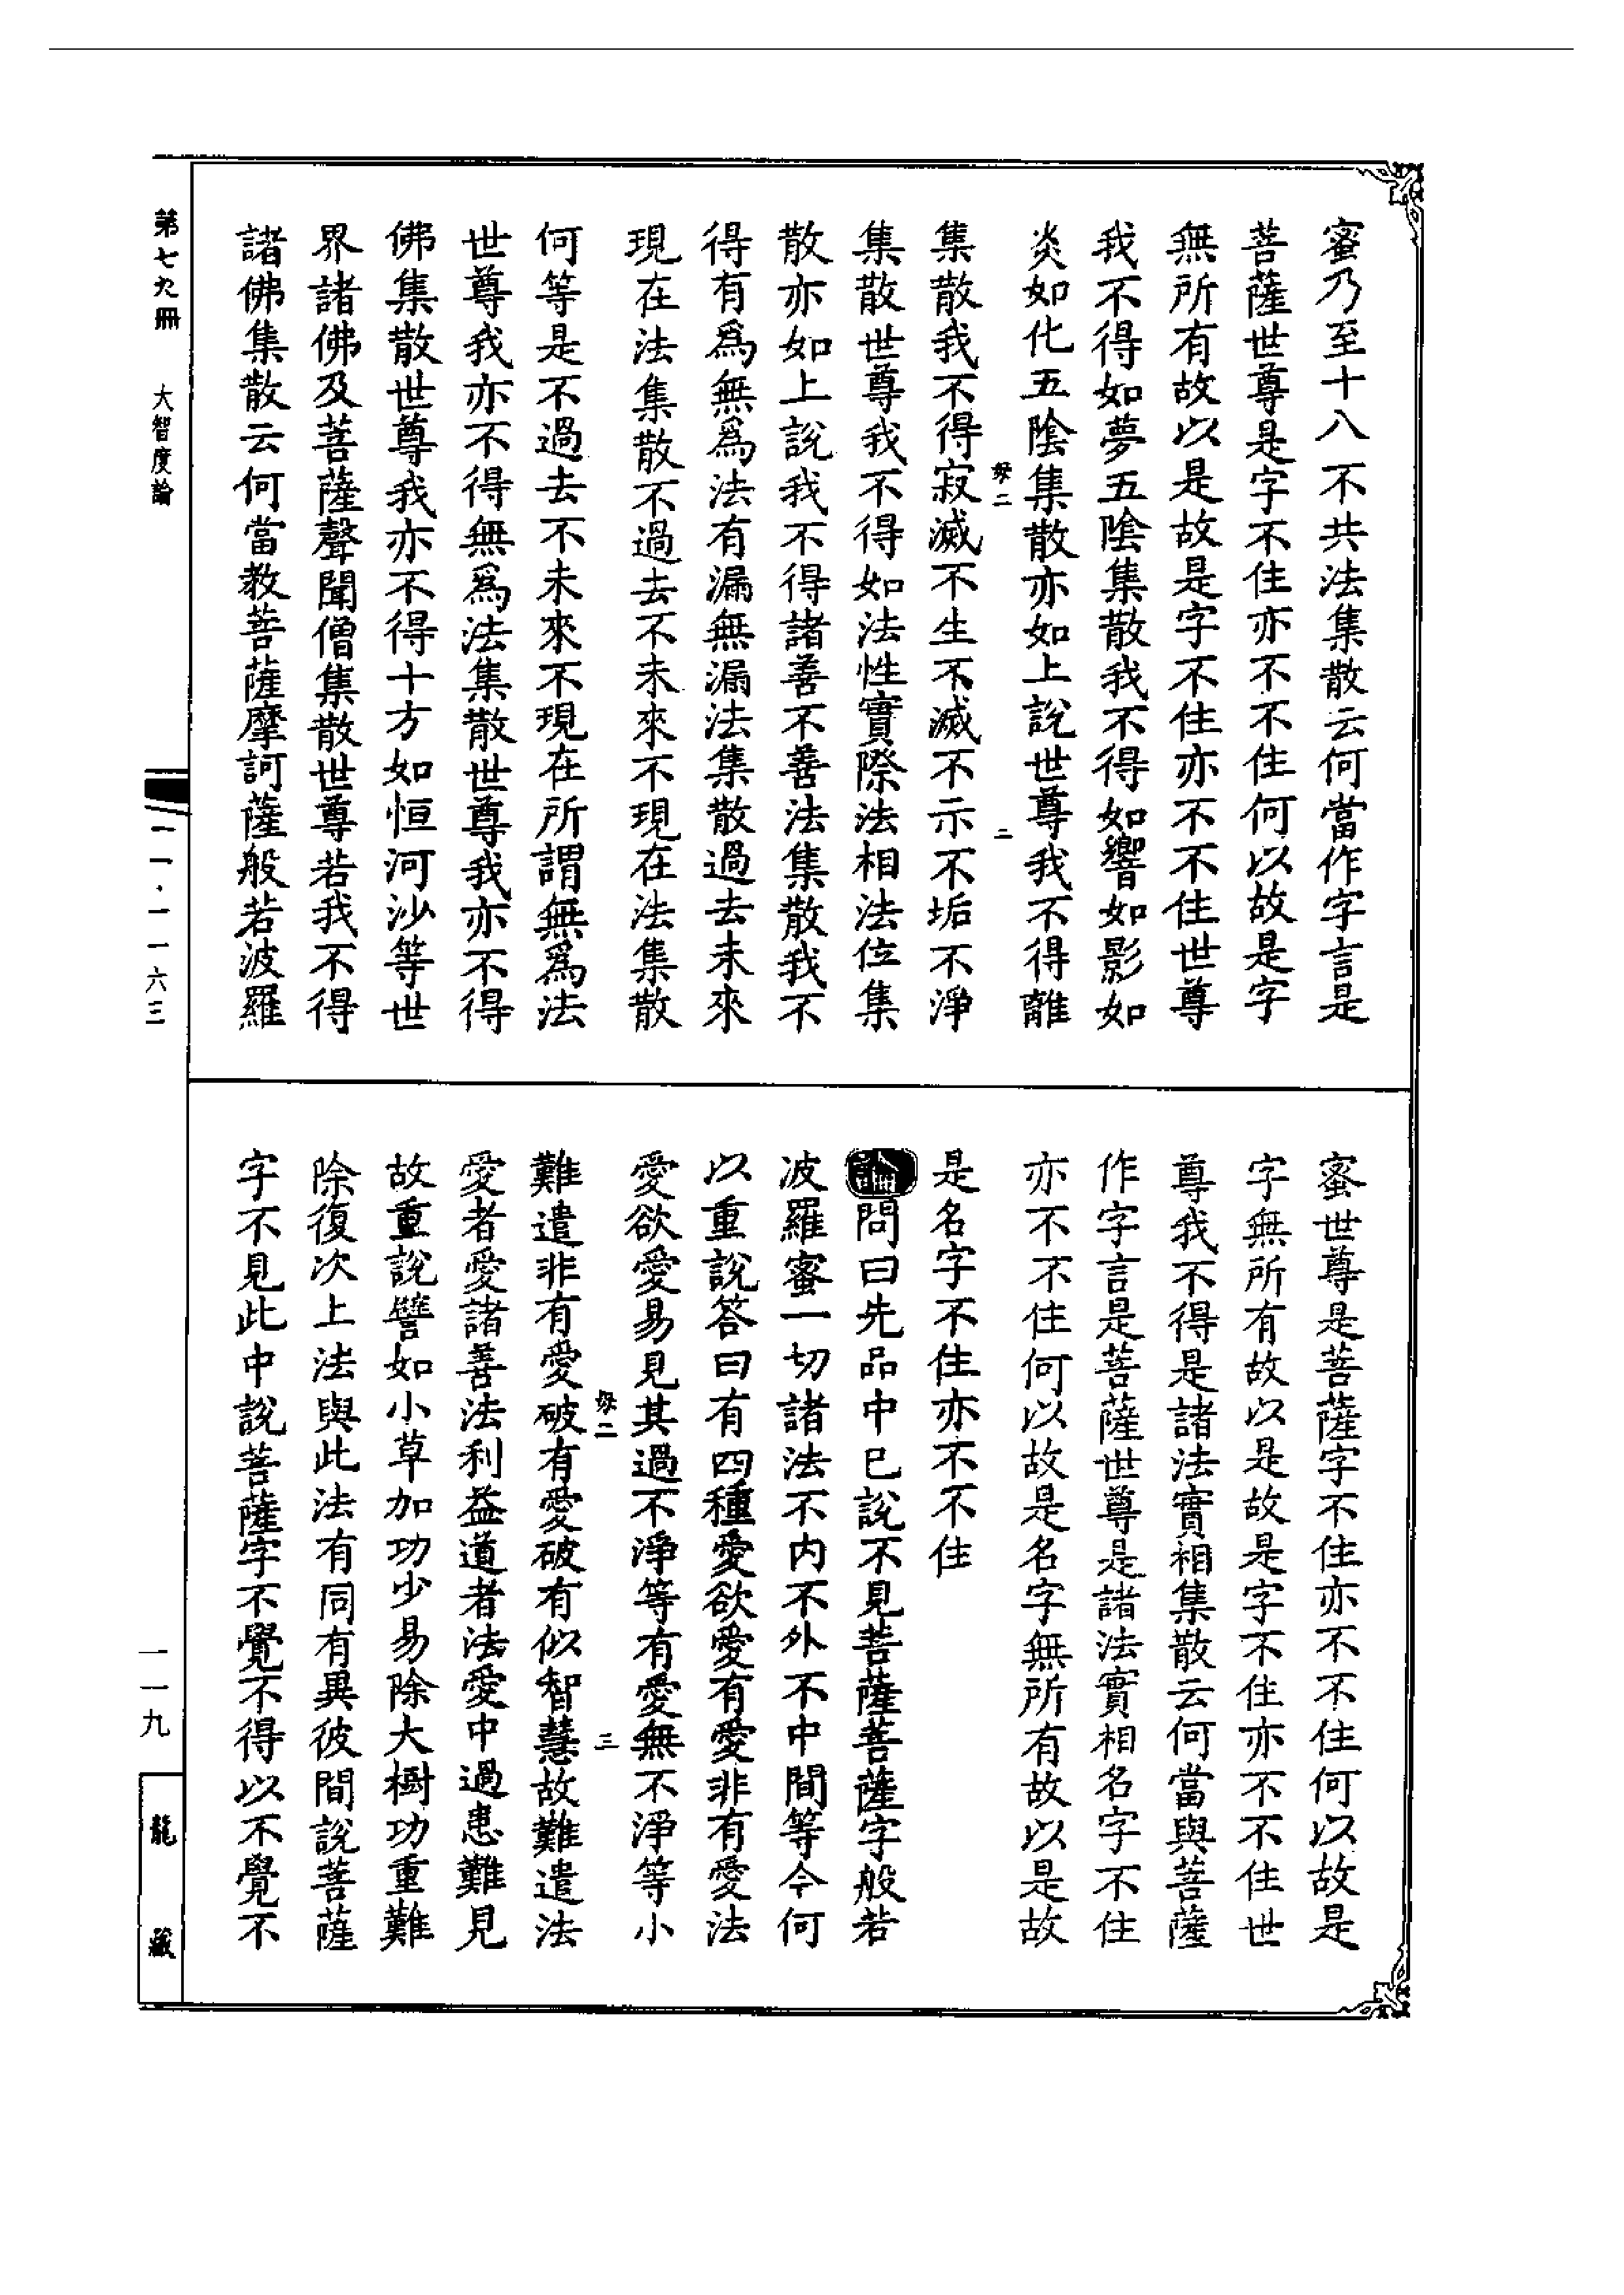 蜜乃至十八不共法集散云何當作字言是
菩薩世尊是字不住亦不不住何以故是字
無所有故以是故是字不住亦不不住世尊
我不得如夢五陰集散我不得如響如影如
炎如化五陰集散亦如上說世尊我不得離
集散我不得寂滅不生不滅不示不垢不淨
集散世尊我不得如法性實際法相法位集
散亦如上說我不得諸善不善法集散我不
得有爲無爲法有漏無漏法集散過去未來
現在法集散不過去不未來不現在法集散
何等是不過去不未來不現在所謂無爲法
世尊我亦不得無爲法集散世尊我亦不得
佛集散世尊我亦不得十方如恒河沙等世
界諸佛及菩薩聲聞僧集散世尊若我不得
諸佛集散云何當教菩薩摩訶薩般若波羅
蜜世尊是菩薩字不住亦不不住何以故是
字無所有故以是故是字不住亦不不住世
尊我不得是諸法實相集散云何當與菩薩
作字言是菩薩世尊是諸法實相名字不住
亦不不住何以故是名字無所有故以是故
是名字不住亦不不住
論問曰先品中已說不見菩薩菩薩字般若
波羅蜜一切諸法不内不外不中間等今何
以重說答曰有四種愛欲愛有愛非有愛法
愛欲愛易見其過不淨等有愛無不淨等小
難遣非有愛破有愛破有似智慧故難遣法
愛者愛諸善法利益道者法愛中過患難見
故重說譬如小草加功少易除大樹功重難
除復次上法與此法有同有異彼間說菩薩
字不見此中說菩薩字不覺不得以不覺不
二
二
三
第七九冊
大智度論
一一·一一六三
一一九
龍藏